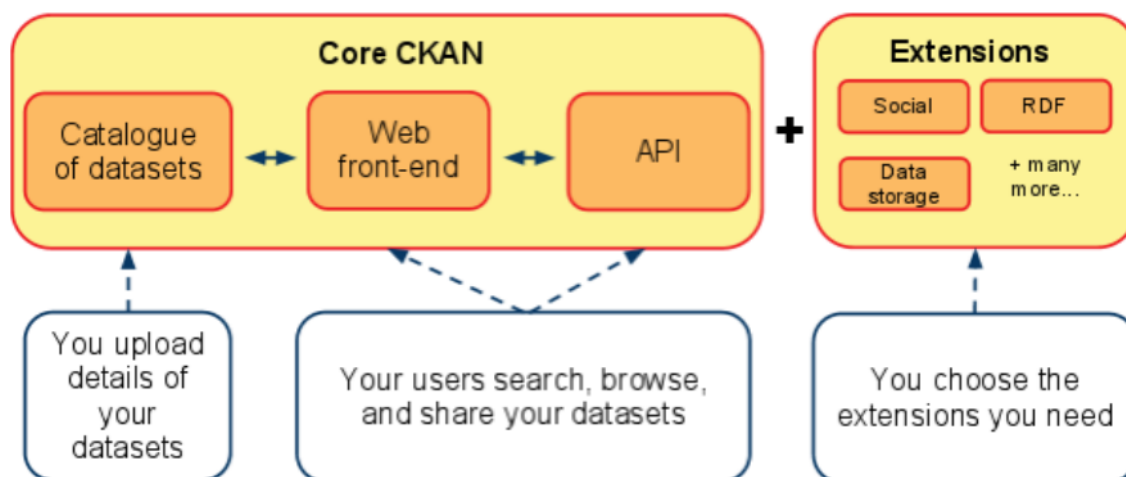 Core CKAN
Catalogue
of datasets
Web
front-end
API
+
Extensions
Social
RDF
Data
storage
+ many
more...
You upload
details of
your
datasets
Your users search, browse,
and share your datasets
You choose the
extensions you need